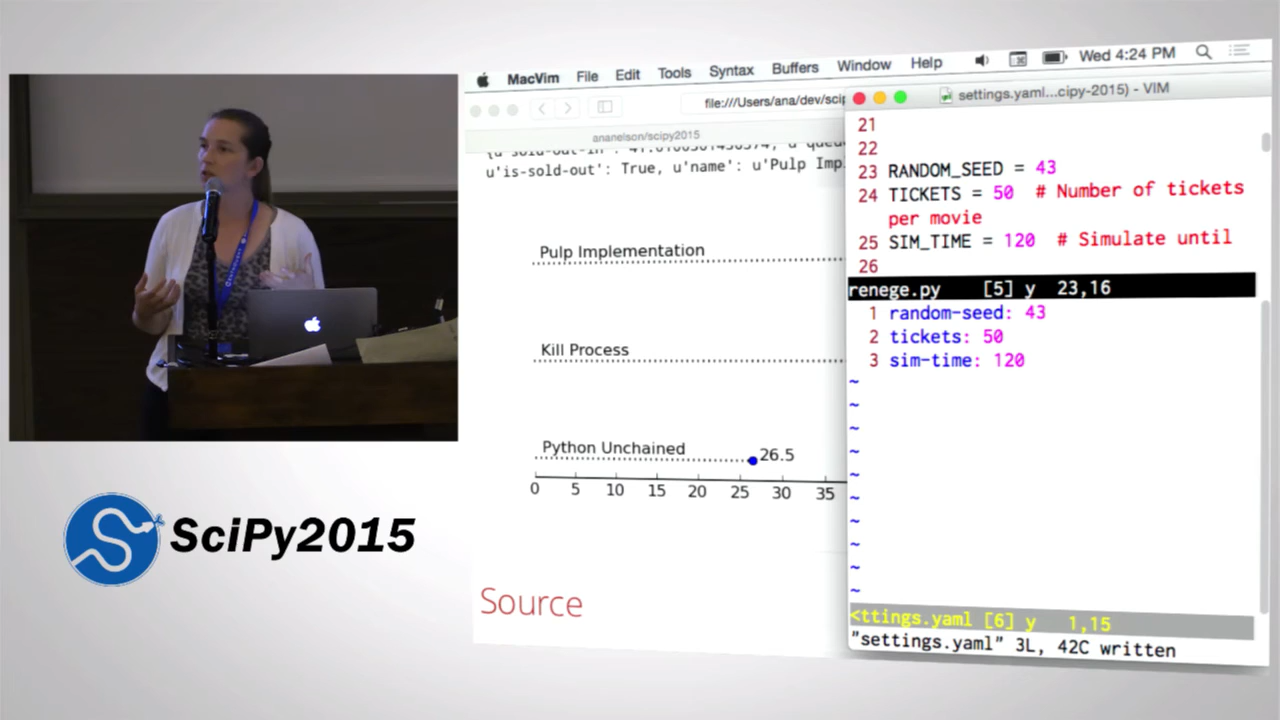 MacVim File Edit Tools Syntax Buffers Window Help Wed 4:24 PM
file:///Users/ana/dev/scip
ananelson/scipy2015
u'is-sold-out': True, u'name': u'Pulp Imp
Pulp Implementation
Kill Process
Python Unchained
26.5
0 5 10 15 20 25 30 35
Source
settings.yaml...cipy-2015) - VIM
21
22
23 RANDOM_SEED = 43
24 TICKETS = 50 # Number of tickets
per movie
25 SIM_TIME = 120 # Simulate until
26
renege.py [5] y 23,16
1 random-seed: 43
2 tickets: 50
3 sim-time: 120
~
~
~
~
~
~
~
~
~
~
<ttings.yaml [6] y 1,15
"settings.yaml" 3L, 42C written
SciPy2015